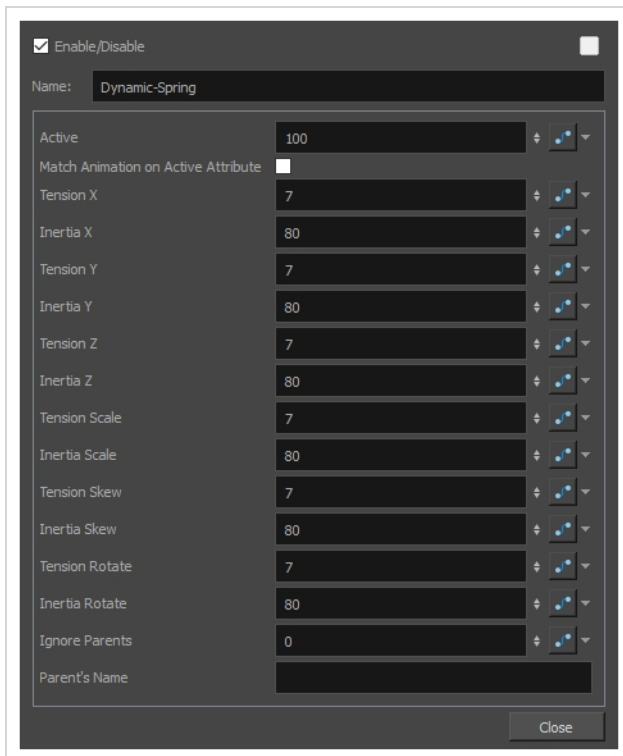 Enable/Disable
Name: Dynamic-Spring
Active 100
Match Animation on Active Attribute
Tension X 7
Inertia X 80
Tension Y 7
Inertia Y 80
Tension Z 7
Inertia Z 80
Tension Scale 7
Inertia Scale 80
Tension Skew 7
Inertia Skew 80
Tension Rotate 7
Inertia Rotate 80
Ignore Parents 0
Parent's Name
Close